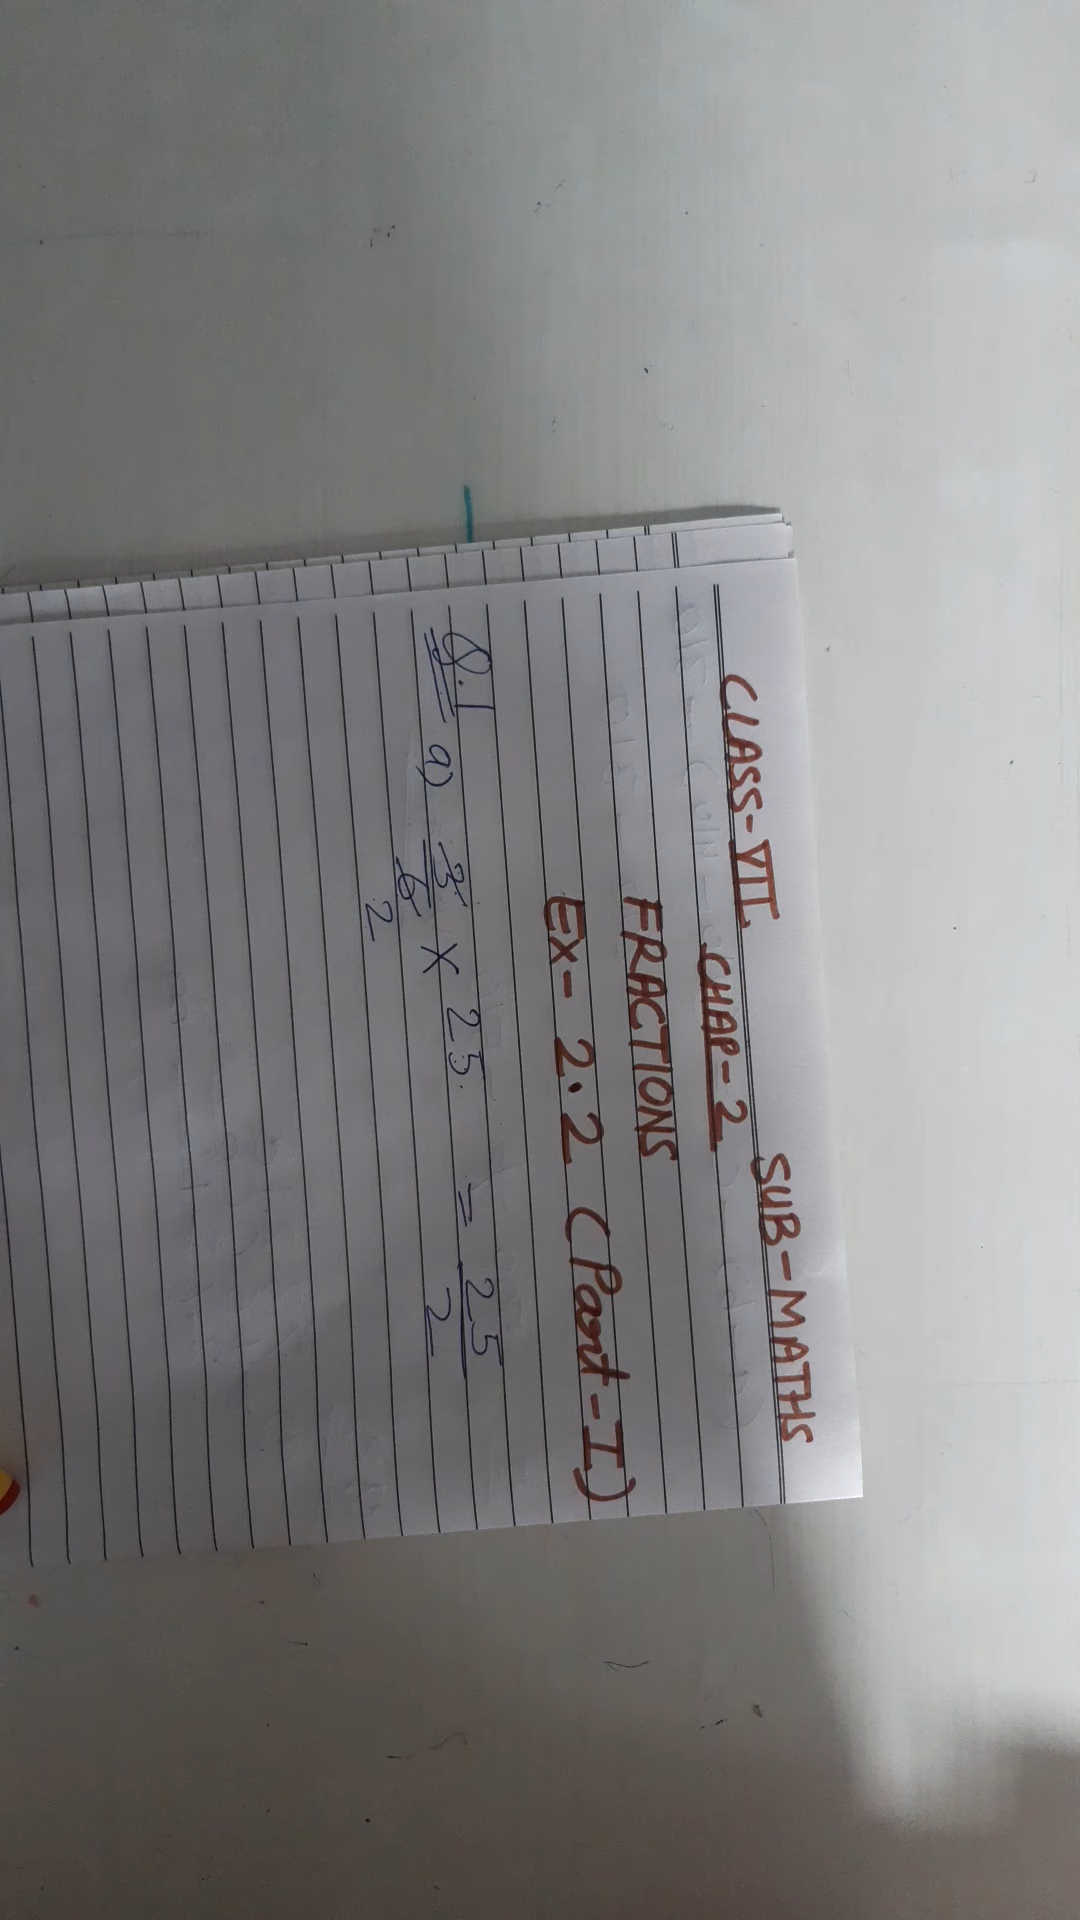 CLASS-VII SUB-MATHS
CHAP-2
FRACTIONS
EX- 2.2 (Part-I)
Q.1 a) 3/6 × 25 = 25/2
2